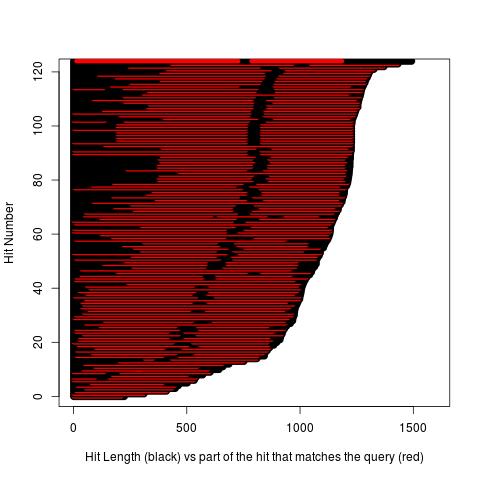 120
100
80
60
40
20
0
Hit Number
0 500 1000 1500
Hit Length (black) vs part of the hit that matches the query (red)